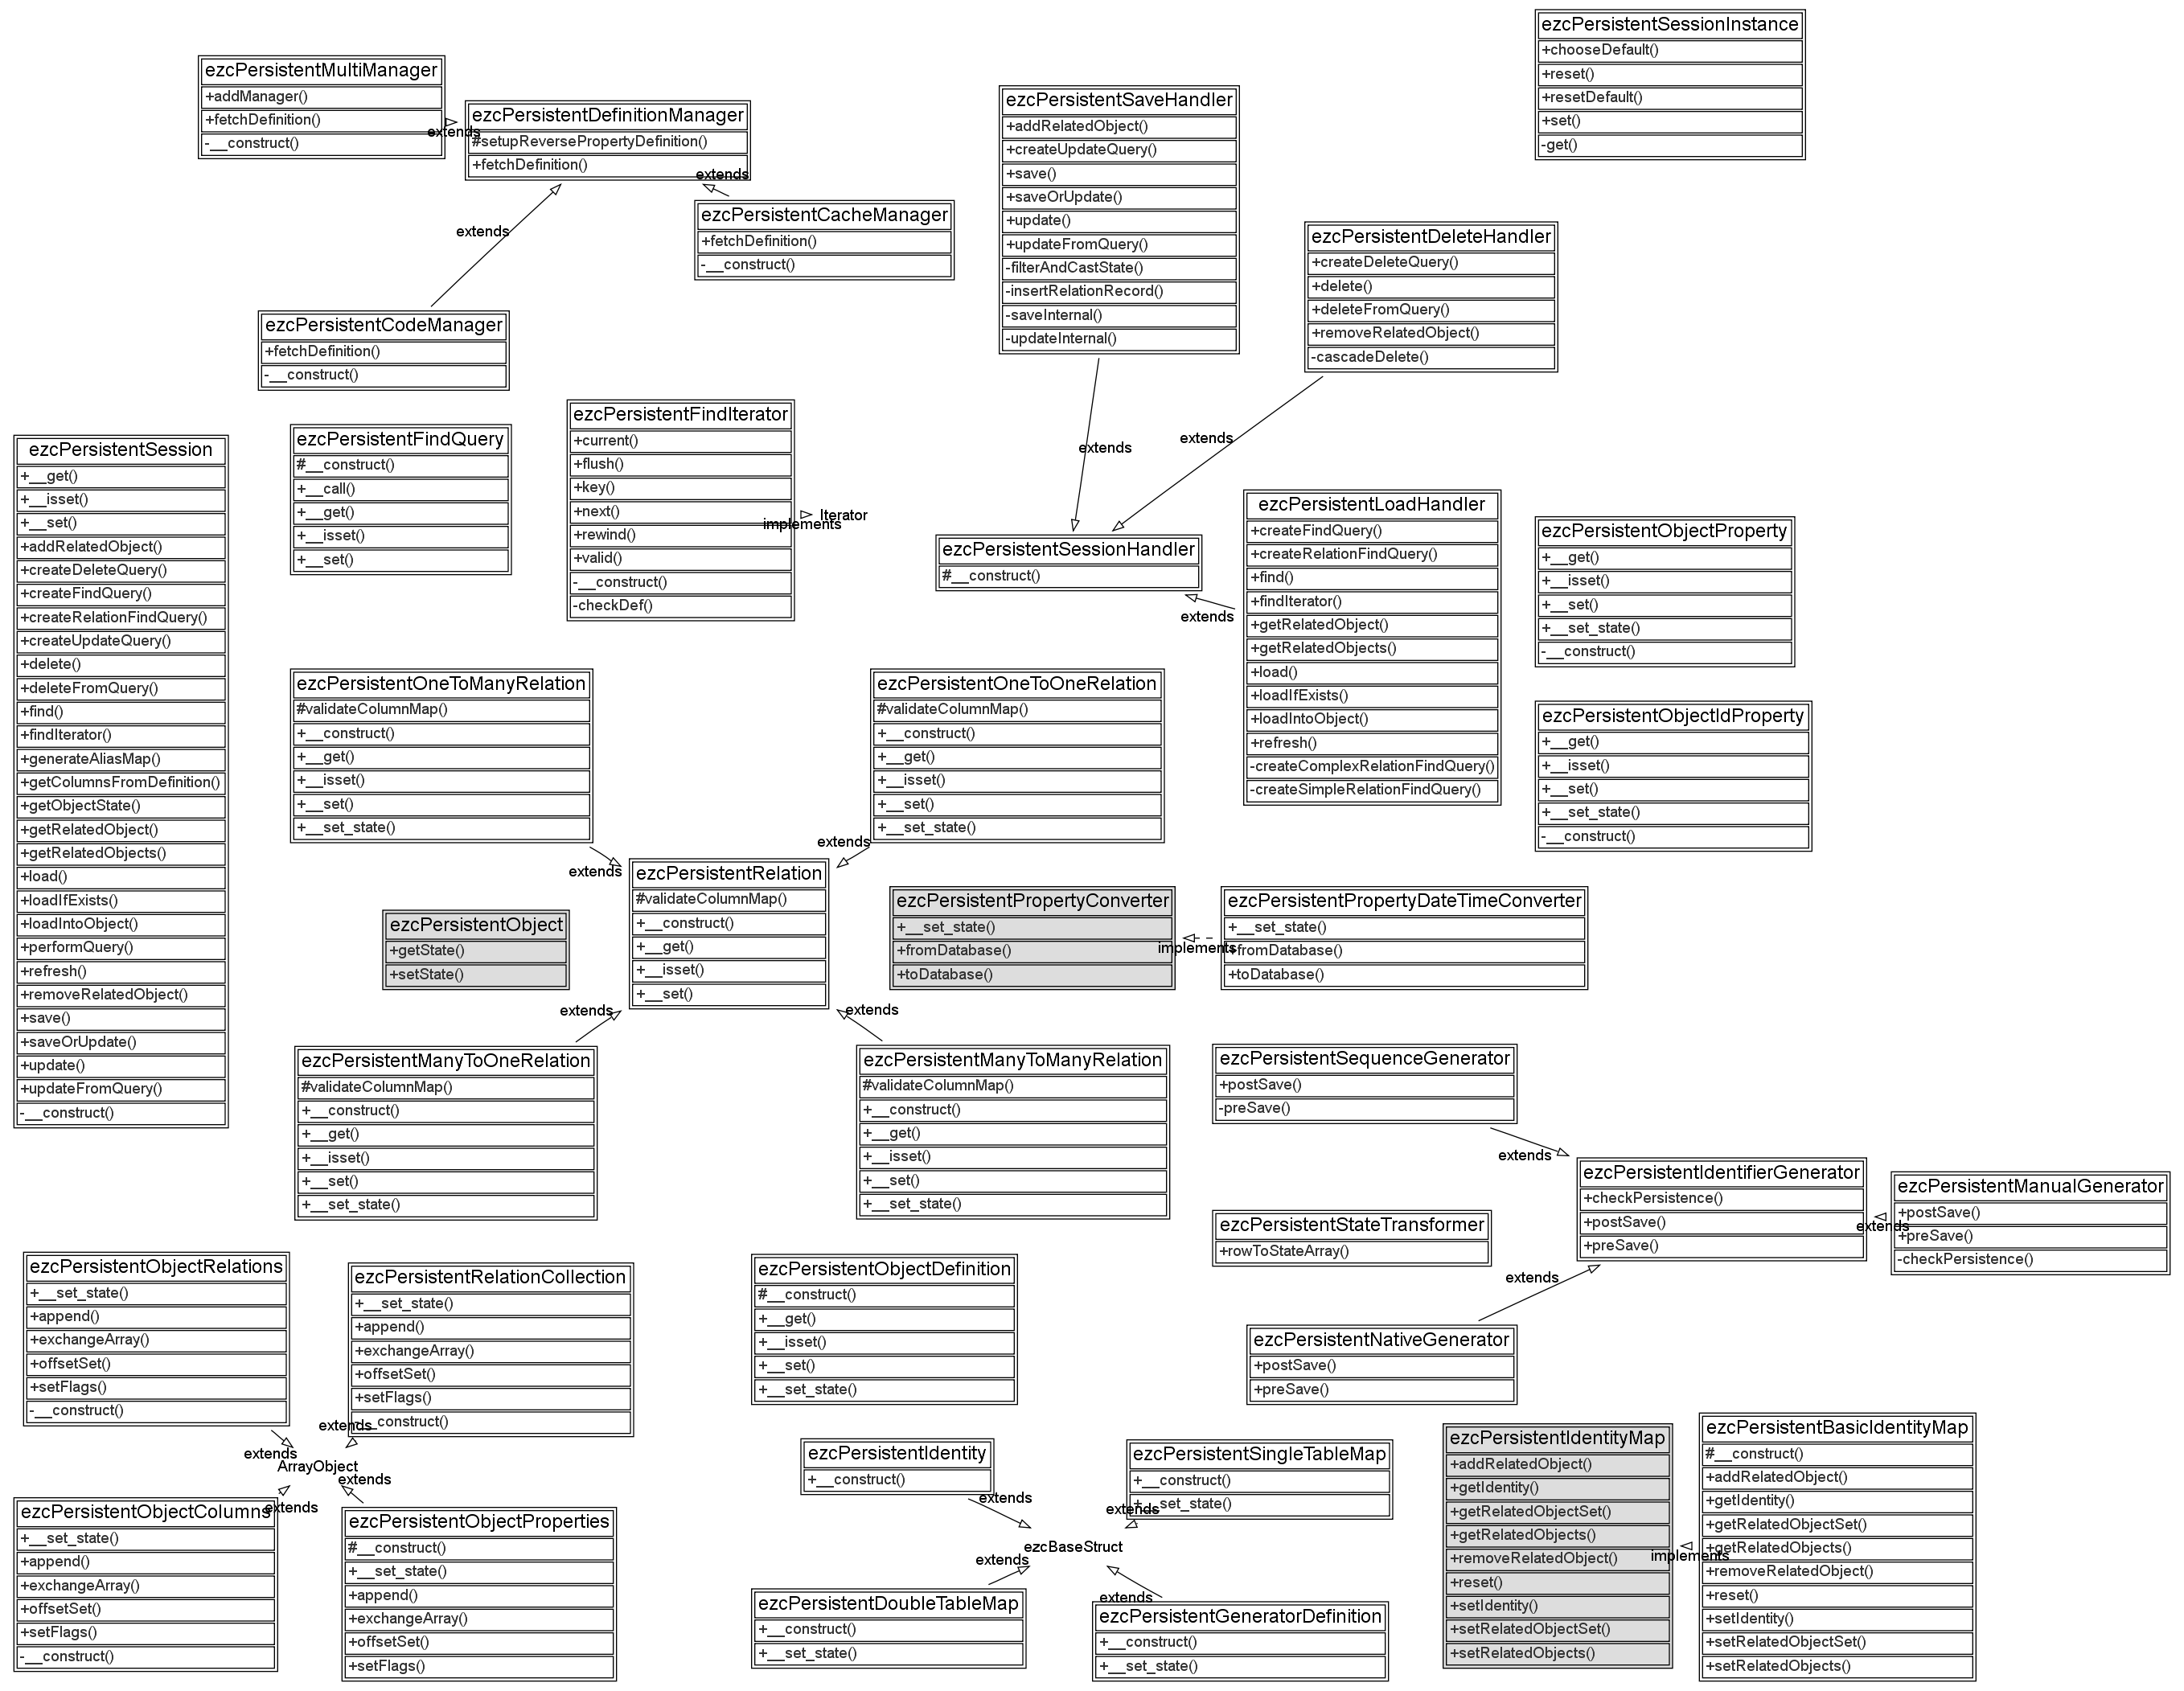 ezcPersistentSessionInstance
+chooseDefault()
+reset()
+resetDefault()
+set()
-get()
ezcPersistentMultiManager
+addManager()
+fetchDefinition()
-__construct()
extends
ezcPersistentDefinitionManager
#setupReversePropertyDefinition()
+fetchDefinition()
extends
ezcPersistentCacheManager
+fetchDefinition()
-__construct()
extends
ezcPersistentCodeManager
+fetchDefinition()
-__construct()
ezcPersistentSaveHandler
+addRelatedObject()
+createUpdateQuery()
+save()
+saveOrUpdate()
+update()
+updateFromQuery()
-filterAndCastState()
-insertRelationRecord()
-saveInternal()
-updateInternal()
extends
ezcPersistentDeleteHandler
+createDeleteQuery()
+delete()
+deleteFromQuery()
+removeRelatedObject()
-cascadeDelete()
extends
ezcPersistentSession
+__get()
+__isset()
+__set()
+addRelatedObject()
+createDeleteQuery()
+createFindQuery()
+createRelationFindQuery()
+createUpdateQuery()
+delete()
+deleteFromQuery()
+find()
+findIterator()
+generateAliasMap()
+getColumnsFromDefinition()
+getObjectState()
+getRelatedObject()
+getRelatedObjects()
+load()
+loadIfExists()
+loadIntoObject()
+performQuery()
+refresh()
+removeRelatedObject()
+save()
+saveOrUpdate()
+update()
+updateFromQuery()
-__construct()
ezcPersistentFindQuery
#__construct()
+__call()
+__get()
+__isset()
+__set()
ezcPersistentFindIterator
+current()
+flush()
+key()
+next()
+rewind()
+valid()
-__construct()
-checkDef()
implements
Iterator
ezcPersistentSessionHandler
#__construct()
extends
ezcPersistentLoadHandler
+createFindQuery()
+createRelationFindQuery()
+find()
+findIterator()
+getRelatedObject()
+getRelatedObjects()
+load()
+loadIfExists()
+loadIntoObject()
+refresh()
-createComplexRelationFindQuery()
-createSimpleRelationFindQuery()
ezcPersistentObjectProperty
+__get()
+__isset()
+__set()
+__set_state()
-__construct()
ezcPersistentObjectIdProperty
+__get()
+__isset()
+__set()
+__set_state()
-__construct()
ezcPersistentOneToManyRelation
#validateColumnMap()
+__construct()
+__get()
+__isset()
+__set()
+__set_state()
extends
ezcPersistentOneToOneRelation
#validateColumnMap()
+__construct()
+__get()
+__isset()
+__set()
+__set_state()
extends
ezcPersistentRelation
#validateColumnMap()
+__construct()
+__get()
+__isset()
+__set()
ezcPersistentObject
+getState()
+setState()
ezcPersistentPropertyConverter
+__set_state()
+fromDatabase()
+toDatabase()
implements
ezcPersistentPropertyDateTimeConverter
+__set_state()
+fromDatabase()
+toDatabase()
extends
ezcPersistentManyToOneRelation
#validateColumnMap()
+__construct()
+__get()
+__isset()
+__set()
+__set_state()
extends
ezcPersistentManyToManyRelation
#validateColumnMap()
+__construct()
+__get()
+__isset()
+__set()
+__set_state()
ezcPersistentSequenceGenerator
+postSave()
-preSave()
extends
ezcPersistentIdentifierGenerator
+checkPersistence()
+postSave()
+preSave()
extends
ezcPersistentManualGenerator
+postSave()
+preSave()
-checkPersistence()
ezcPersistentStateTransformer
+rowToStateArray()
extends
ezcPersistentNativeGenerator
+postSave()
+preSave()
ezcPersistentObjectRelations
+__set_state()
+append()
+exchangeArray()
+offsetSet()
+setFlags()
-__construct()
extends
ezcPersistentRelationCollection
+__set_state()
+append()
+exchangeArray()
+offsetSet()
+setFlags()
-__construct()
extends
ArrayObject
extends
ezcPersistentObjectColumns
+__set_state()
+append()
+exchangeArray()
+offsetSet()
+setFlags()
-__construct()
extends
ezcPersistentObjectProperties
#__construct()
+__set_state()
+append()
+exchangeArray()
+offsetSet()
+setFlags()
ezcPersistentObjectDefinition
#__construct()
+__get()
+__isset()
+__set()
+__set_state()
ezcPersistentIdentity
+__construct()
extends
ezcPersistentSingleTableMap
+__construct()
+__set_state()
extends
ezcBaseStruct
extends
ezcPersistentDoubleTableMap
+__construct()
+__set_state()
extends
ezcPersistentGeneratorDefinition
+__construct()
+__set_state()
ezcPersistentIdentityMap
+addRelatedObject()
+getIdentity()
+getRelatedObjectSet()
+getRelatedObjects()
+removeRelatedObject()
+reset()
+setIdentity()
+setRelatedObjectSet()
+setRelatedObjects()
implements
ezcPersistentBasicIdentityMap
#__construct()
+addRelatedObject()
+getIdentity()
+getRelatedObjectSet()
+getRelatedObjects()
+removeRelatedObject()
+reset()
+setIdentity()
+setRelatedObjectSet()
+setRelatedObjects()